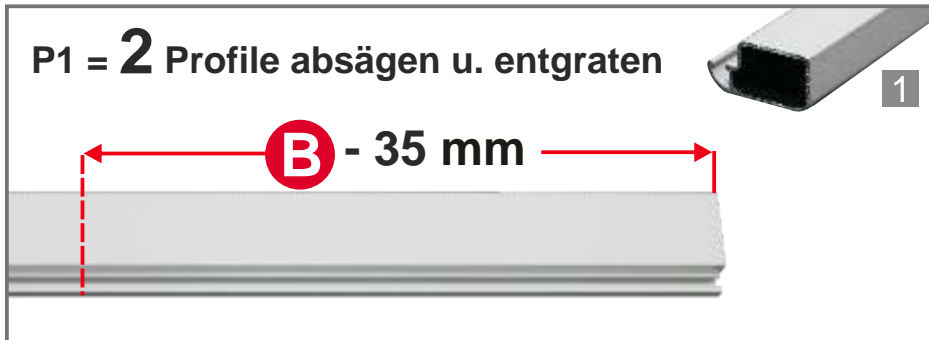 P1 = 2 Profile absägen u. entgraten
1
B - 35 mm